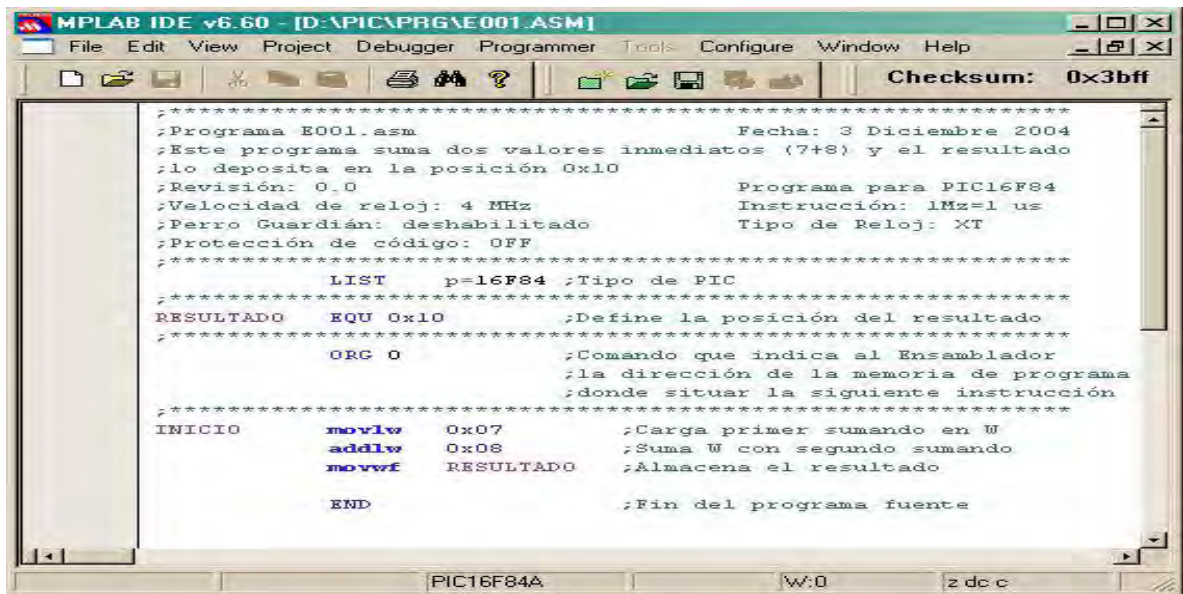 MPLAB IDE v6.60 - [D:\PIC\PRG\E001.ASM]
File Edit View Project Debugger Programmer Tools Configure Window Help
Checksum: 0x3bff
;***************************************************************
;Programa E001.asm Fecha: 3 Diciembre 2004
;Este programa suma dos valores inmediatos (7+8) y el resultado
;lo deposita en la posición 0x10
;Revisión: 0.0 Programa para PIC16F84
;Velocidad de reloj: 4 MHz Instrucción: 1Mz=1 us
;Perro Guardián: deshabilitado Tipo de Reloj: XT
;Protección de código: OFF
;***************************************************************
LIST p=16F84 ;Tipo de PIC
;***************************************************************
RESULTADO EQU 0x10 ;Define la posición del resultado
;***************************************************************
ORG 0 ;Comando que indica al Ensamblador
;la dirección de la memoria de programa
;donde situar la siguiente instrucción
;***************************************************************
INICIO movlw 0x07 ;Carga primer sumando en W
addlw 0x08 ;Suma W con segundo sumando
movwf RESULTADO ;Almacena el resultado
END ;Fin del programa fuente
PIC16F84A W:0 z dc c